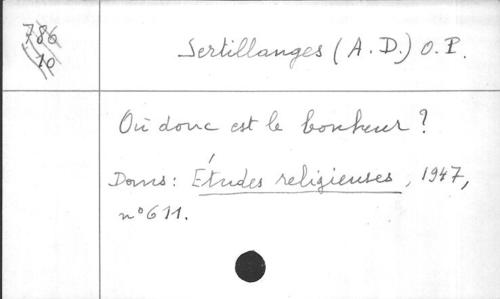 786
10
Sertillanges (A. D.) O. P.
Où donc est le bonheur ?
Dans : Études religieuses, 1947,
n° 611.